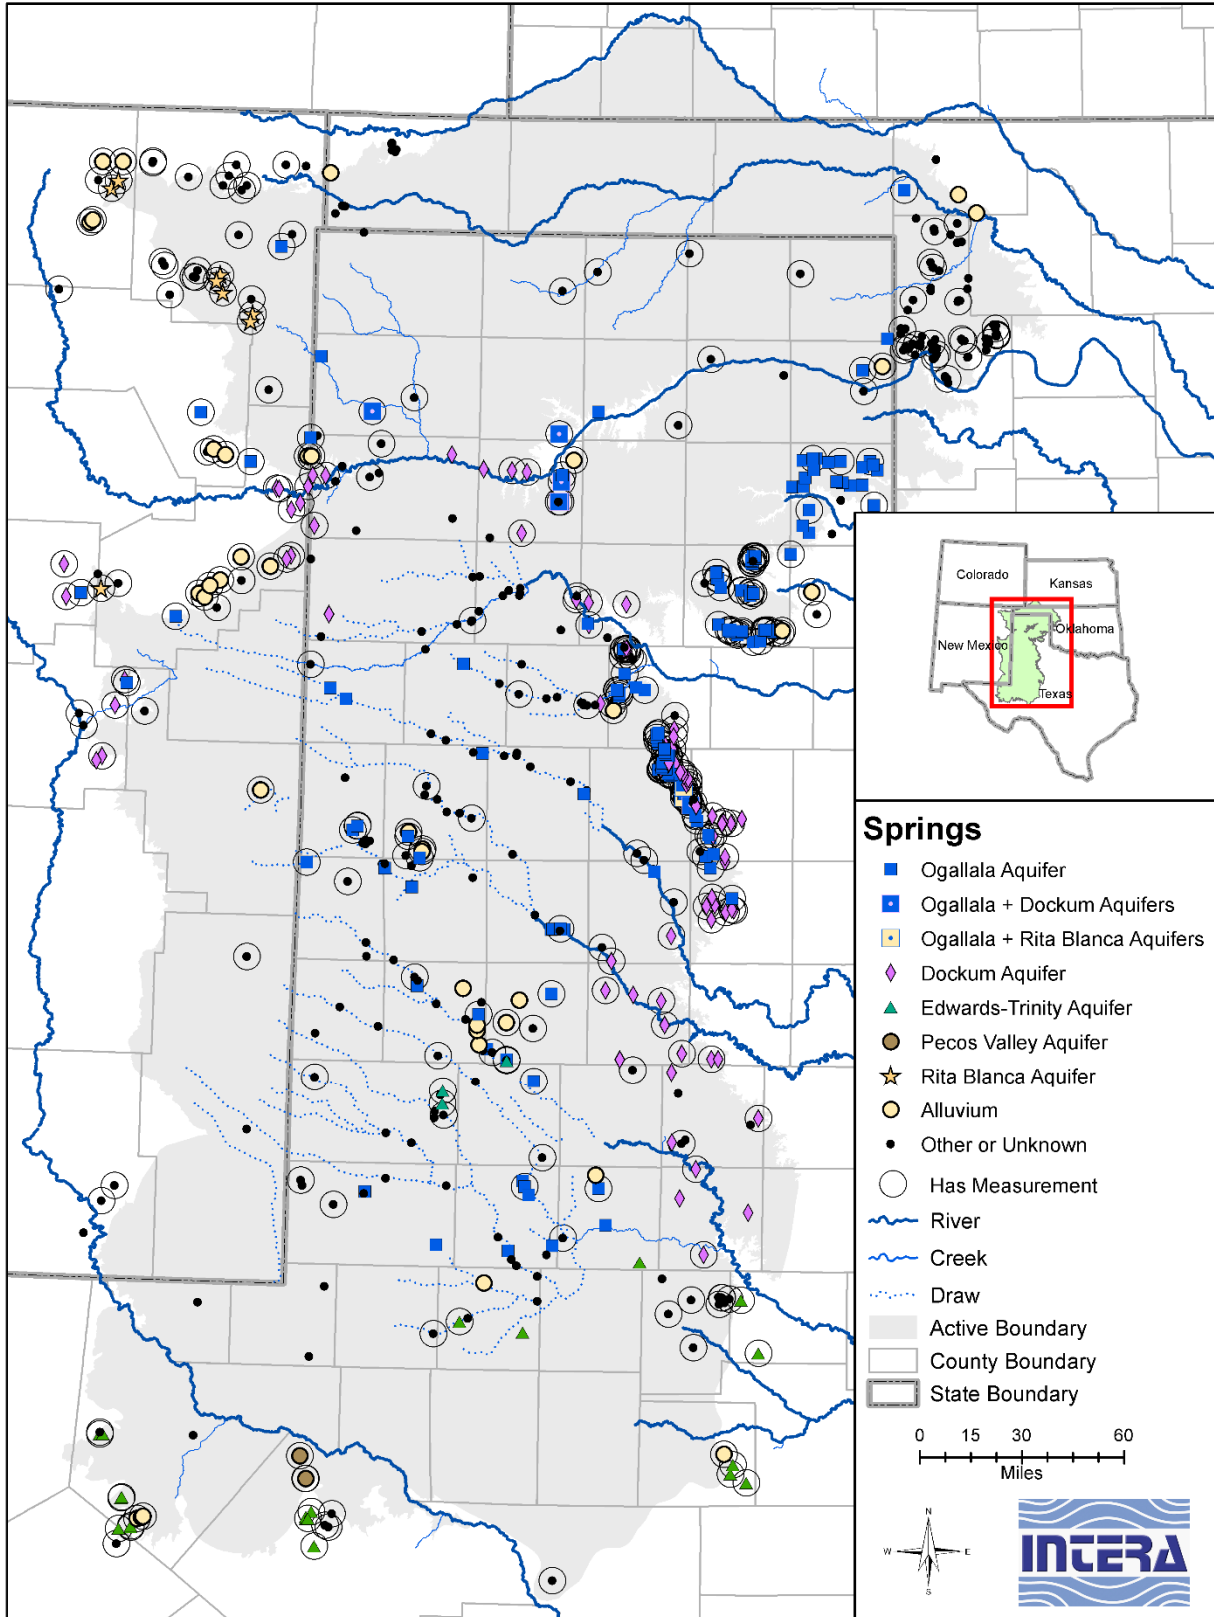 Colorado
Kansas
New Mexico
Oklahoma
Texas
Springs
Ogallala Aquifer
Ogallala + Dockum Aquifers
Ogallala + Rita Blanca Aquifers
Dockum Aquifer
Edwards-Trinity Aquifer
Pecos Valley Aquifer
Rita Blanca Aquifer
Alluvium
Other or Unknown
Has Measurement
River
Creek
Draw
Active Boundary
County Boundary
State Boundary
0 15 30 60
Miles
N
W E
S
INTERA